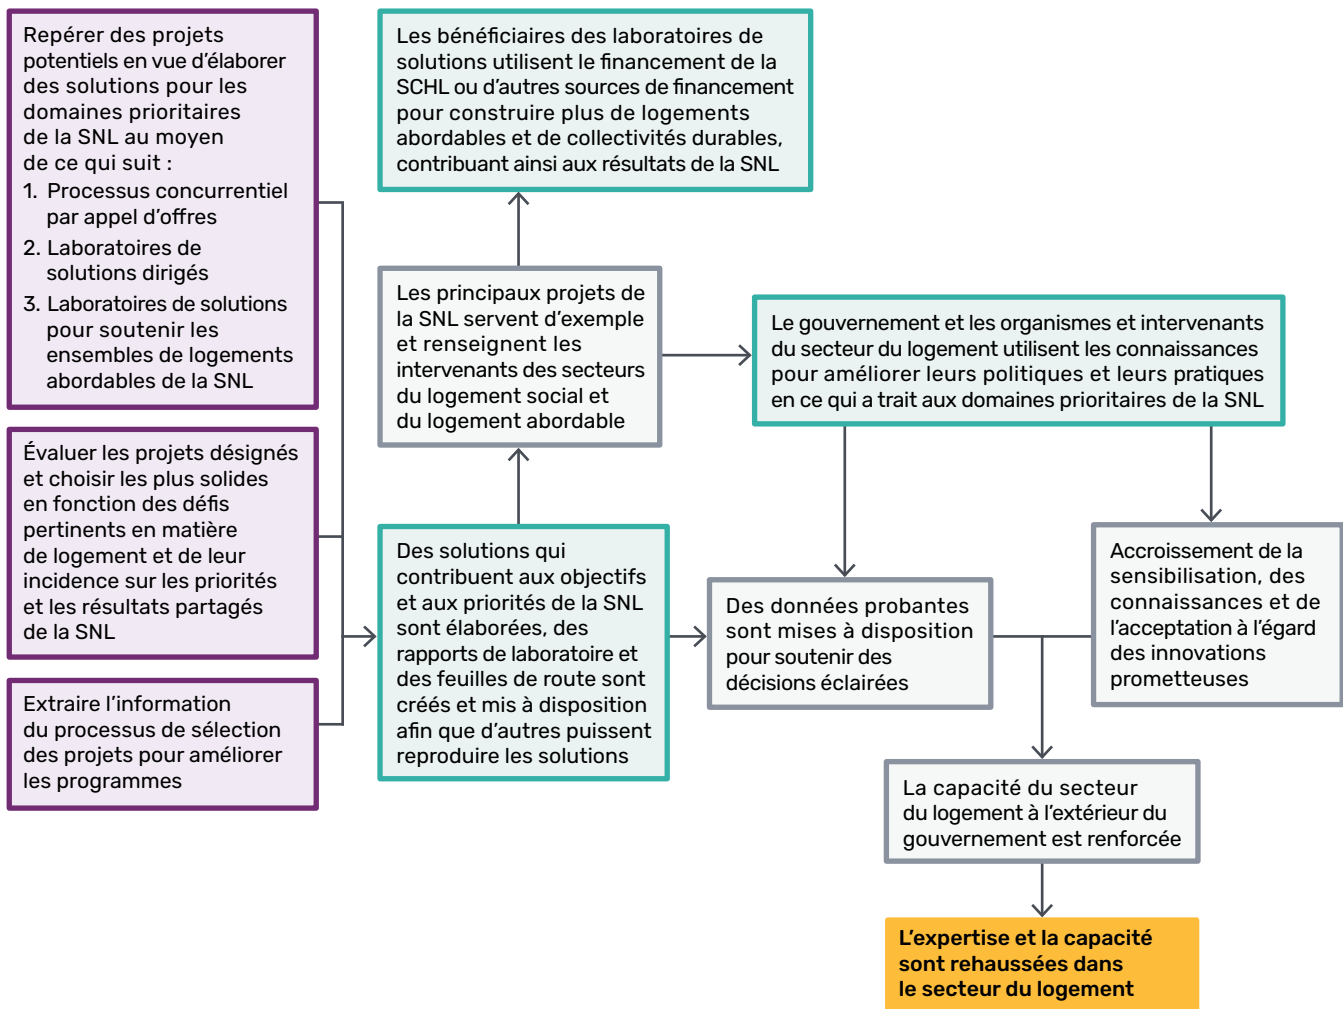 Repérer des projets
potentiels en vue d’élaborer
des solutions pour les
domaines prioritaires
de la SNL au moyen
de ce qui suit :
1. Processus concurrentiel
par appel d’offres
2. Laboratoires de
solutions dirigés
3. Laboratoires de solutions
pour soutenir les
ensembles de logements
abordables de la SNL
Évaluer les projets désignés
et choisir les plus solides
en fonction des défis
pertinents en matière
de logement et de leur
incidence sur les priorités
et les résultats partagés
de la SNL
Extraire l’information
du processus de sélection
des projets pour améliorer
les programmes
Les bénéficiaires des laboratoires de
solutions utilisent le financement de la
SCHL ou d’autres sources de financement
pour construire plus de logements
abordables et de collectivités durables,
contribuant ainsi aux résultats de la SNL
Les principaux projets de
la SNL servent d’exemple
et renseignent les
intervenants des secteurs
du logement social et
du logement abordable
Des solutions qui
contribuent aux objectifs
et aux priorités de la SNL
sont élaborées, des
rapports de laboratoire et
des feuilles de route sont
créés et mis à disposition
afin que d’autres puissent
reproduire les solutions
Le gouvernement et les organismes et intervenants
du secteur du logement utilisent les connaissances
pour améliorer leurs politiques et leurs pratiques
en ce qui a trait aux domaines prioritaires de la SNL
Des données probantes
sont mises à disposition
pour soutenir des
décisions éclairées
Accroissement de la
sensibilisation, des
connaissances et de
l’acceptation à l’égard
des innovations
prometteuses
La capacité du secteur
du logement à l’extérieur du
gouvernement est renforcée
L’expertise et la capacité
sont rehaussées dans
le secteur du logement